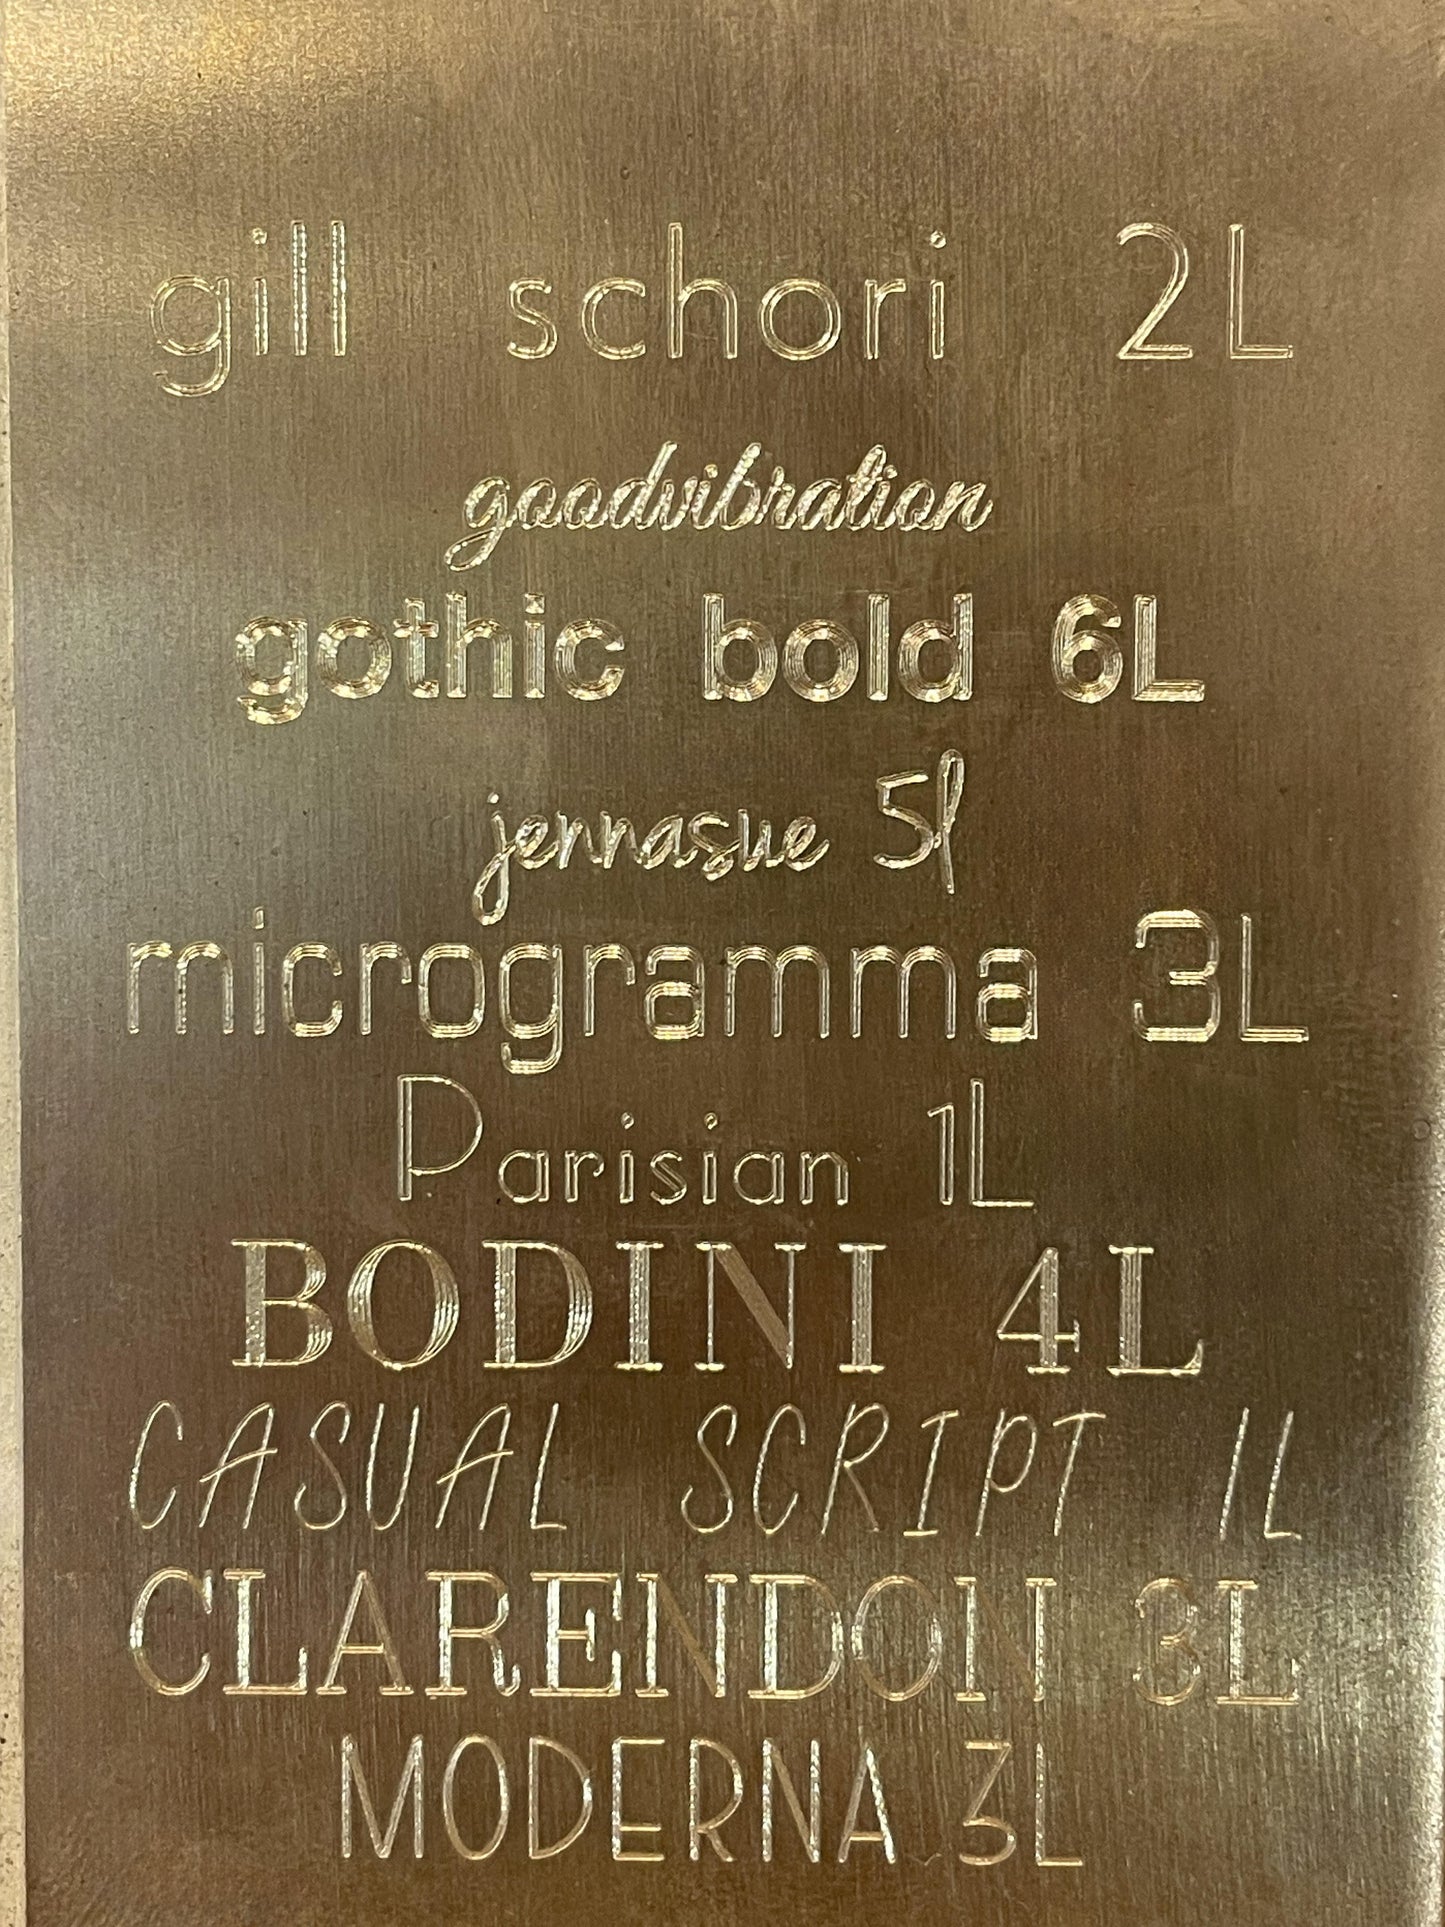 gill schori 2L
goodvibration
gothic bold 6L
jennasue 5l
microgramma 3L
Parisian 1L
BODINI 4L
CASUAL SCRIPT 1L
CLARENDON 3L
MODERNA 3L